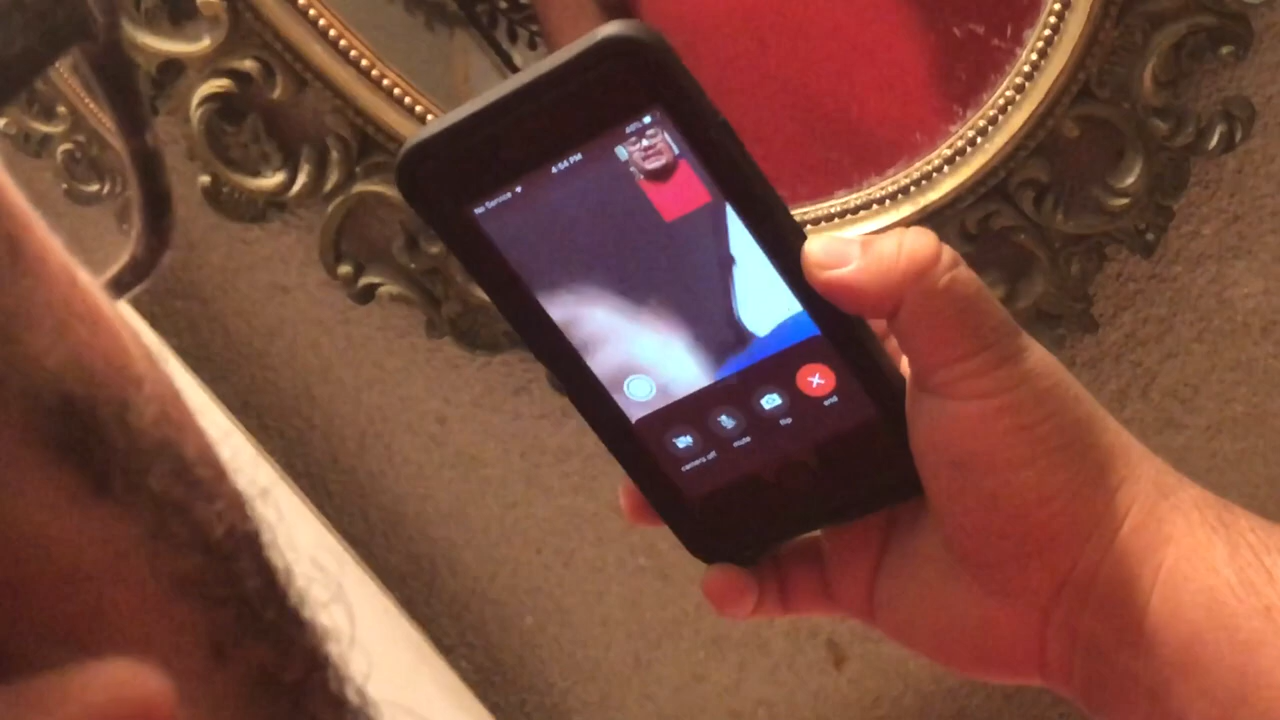 No Service
4:54 PM
camera off
mute
flip
end